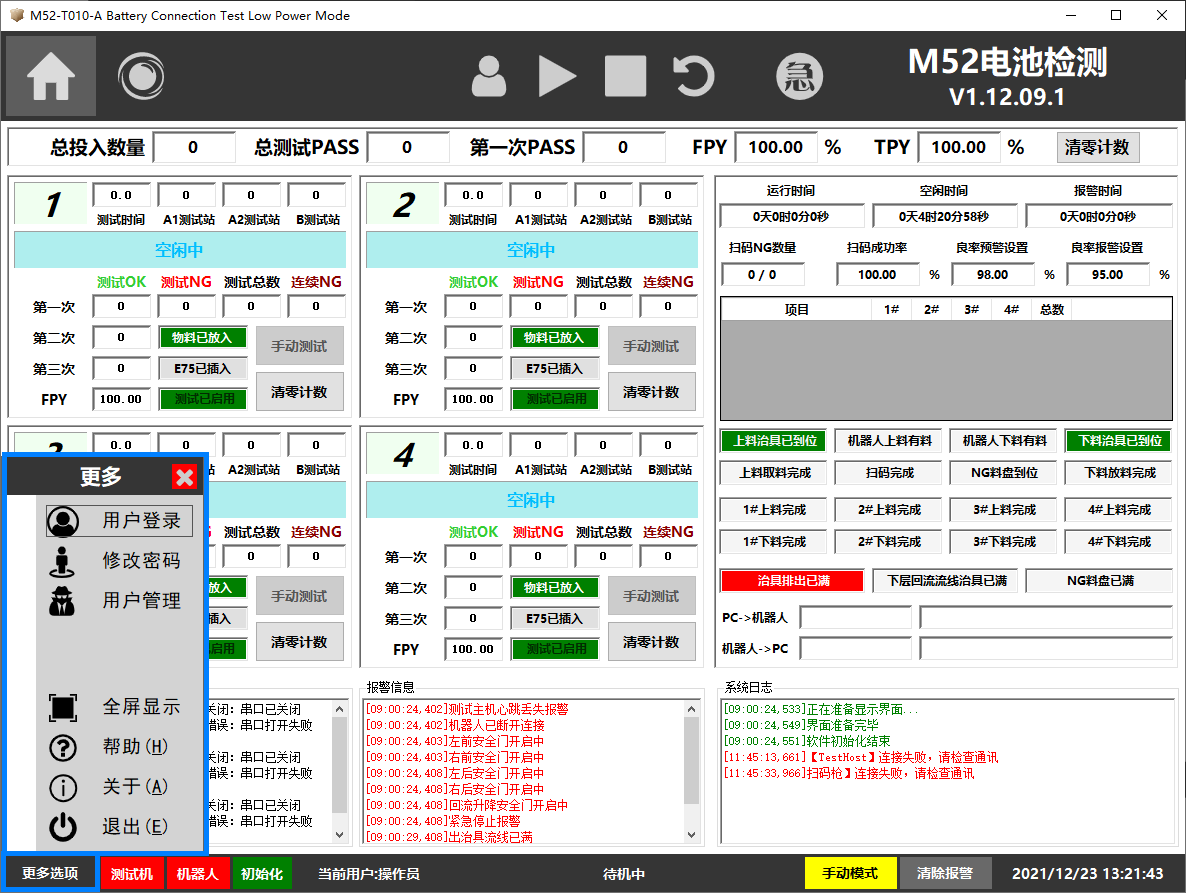 M52-T010-A Battery Connection Test Low Power Mode
急
M52电池检测
V1.12.09.1
总投入数量 0 总测试PASS 0 第一次PASS 0 FPY 100.00 % TPY 100.00 % 清零计数
1
0.0 0 0 0
测试时间 A1测试站 A2测试站 B测试站
空闲中
测试OK 测试NG 测试总数 连续NG
第一次 0 0 0 0
第二次 0 物料已放入 手动测试
第三次 0 E75已插入
FPY 100.00 测试已启用 清零计数
2
0.0 0 0 0
测试时间 A1测试站 A2测试站 B测试站
空闲中
测试OK 测试NG 测试总数 连续NG
第一次 0 0 0 0
第二次 0 物料已放入 手动测试
第三次 0 E75已插入
FPY 100.00 测试已启用 清零计数
运行时间 空闲时间 报警时间
0天0时0分0秒 0天4时20分58秒 0天0时0分0秒
扫码NG数量 扫码成功率 良率预警设置 良率报警设置
0 / 0 100.00 % 98.00 % 95.00 %
项目 1# 2# 3# 4# 总数
上料治具已到位 机器人上料有料 机器人下料有料 下料治具已到位
上料取料完成 扫码完成 NG料盘到位 下料放料完成
1#上料完成 2#上料完成 3#上料完成 4#上料完成
1#下料完成 2#下料完成 3#下料完成 4#下料完成
治具排出已满 下层回流流线治具已满 NG料盘已满
PC->机器人
机器人->PC
0.0 0 0 0
A2测试站 B测试站
测试总数 连续NG
0 0
放入 手动测试
插入
已启用 清零计数
4
0.0 0 0 0
测试时间 A1测试站 A2测试站 B测试站
空闲中
测试OK 测试NG 测试总数 连续NG
第一次 0 0 0 0
第二次 0 物料已放入 手动测试
第三次 0 E75已插入
FPY 100.00 测试已启用 清零计数
更多
用户登录
修改密码
用户管理
全屏显示
帮助(H)
关于(A)
退出(E)
关闭: 串口已关闭
错误: 串口打开失败
关闭: 串口已关闭
错误: 串口打开失败
关闭: 串口已关闭
错误: 串口打开失败
报警信息
[09:00:24,402]测试主机心跳丢失报警
[09:00:24,402]机器人已断开连接
[09:00:24,403]左前安全门开启中
[09:00:24,403]右前安全门开启中
[09:00:24,408]左后安全门开启中
[09:00:24,408]右后安全门开启中
[09:00:24,408]回流升降安全门开启中
[09:00:24,408]紧急停止报警
[09:00:29,408]出治具流线已满
系统日志
[09:00:24,533]正在准备显示界面...
[09:00:24,549]界面准备完毕
[09:00:24,551]软件初始化结束
[11:45:13,661]【TestHost】连接失败，请检查通讯
[11:45:33,966]扫码枪】连接失败，请检查通讯
更多选项 测试机 机器人 初始化 当前用户:操作员 待机中 手动模式 清除报警 2021/12/23 13:21:43